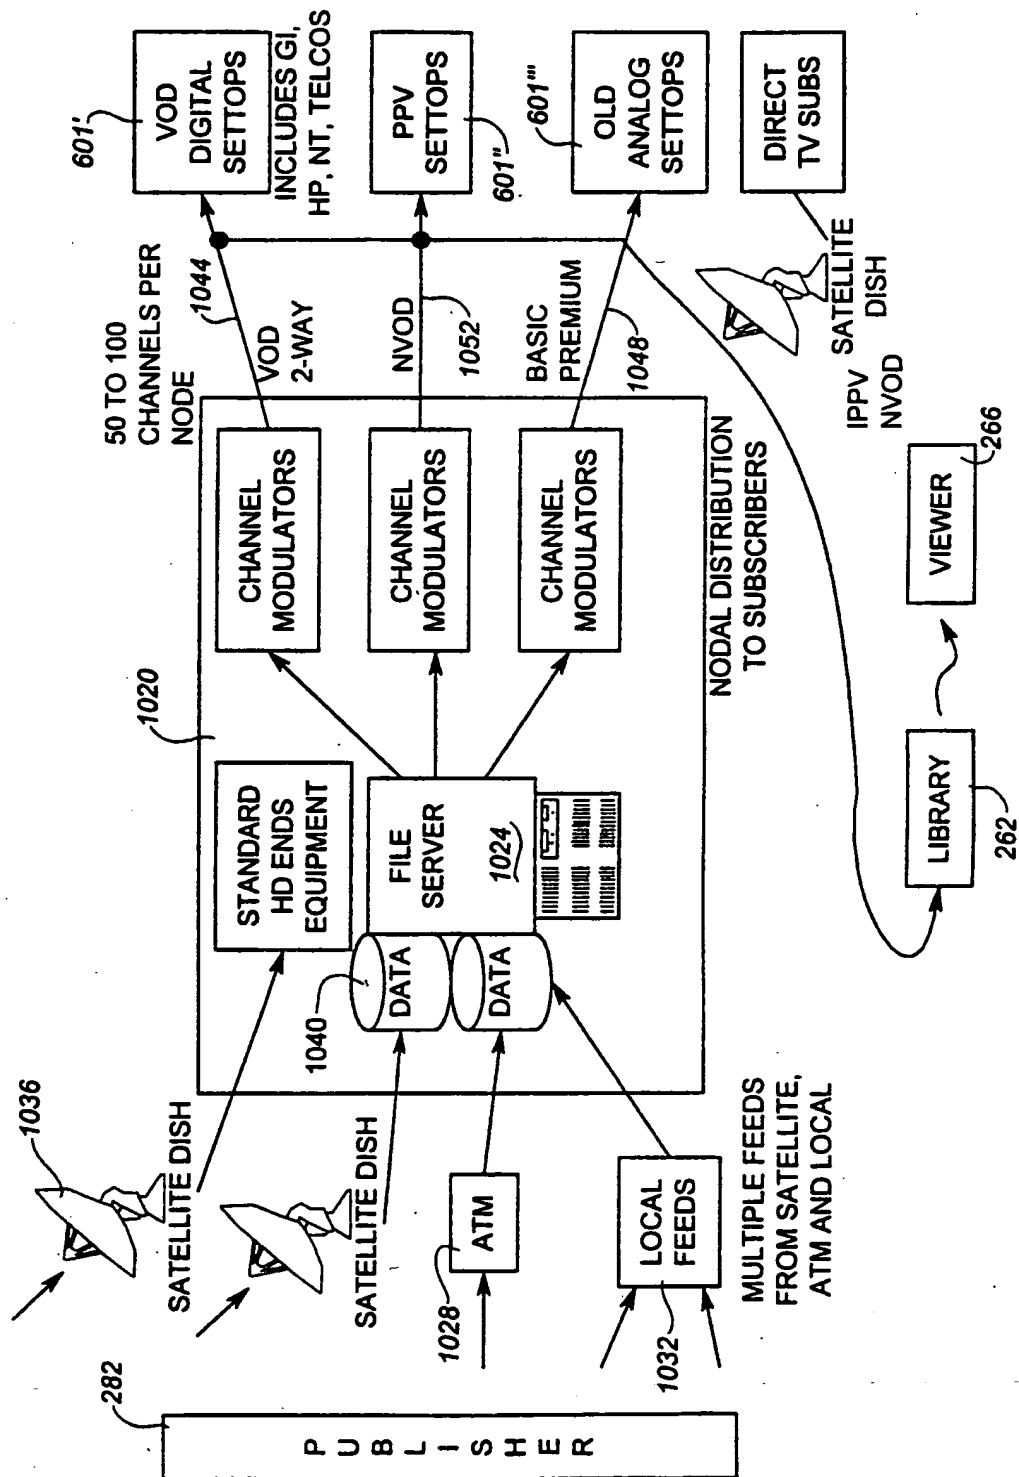 282
PUBLISHER
1036
SATELLITE DISH
SATELLITE DISH
1028
ATM
1032
LOCAL
FEEDS
MULTIPLE FEEDS
FROM SATELLITE,
ATM AND LOCAL
1020
STANDARD
HD ENDS
EQUIPMENT
1040
DATA
DATA
FILE
SERVER
1024
CHANNEL
MODULATORS
CHANNEL
MODULATORS
CHANNEL
MODULATORS
NODAL DISTRIBUTION
TO SUBSCRIBERS
50 TO 100
CHANNELS PER
NODE
1044
VOD
2-WAY
NVOD
1052
BASIC
PREMIUM
1048
601'
VOD
DIGITAL
SETTOPS
INCLUDES GI,
HP, NT, TELCOS
PPV
SETTOPS
601"
601'"
OLD
ANALOG
SETTOPS
DIRECT
TV SUBS
SATELLITE
DISH
IPPV
NVOD
LIBRARY
262
VIEWER
266